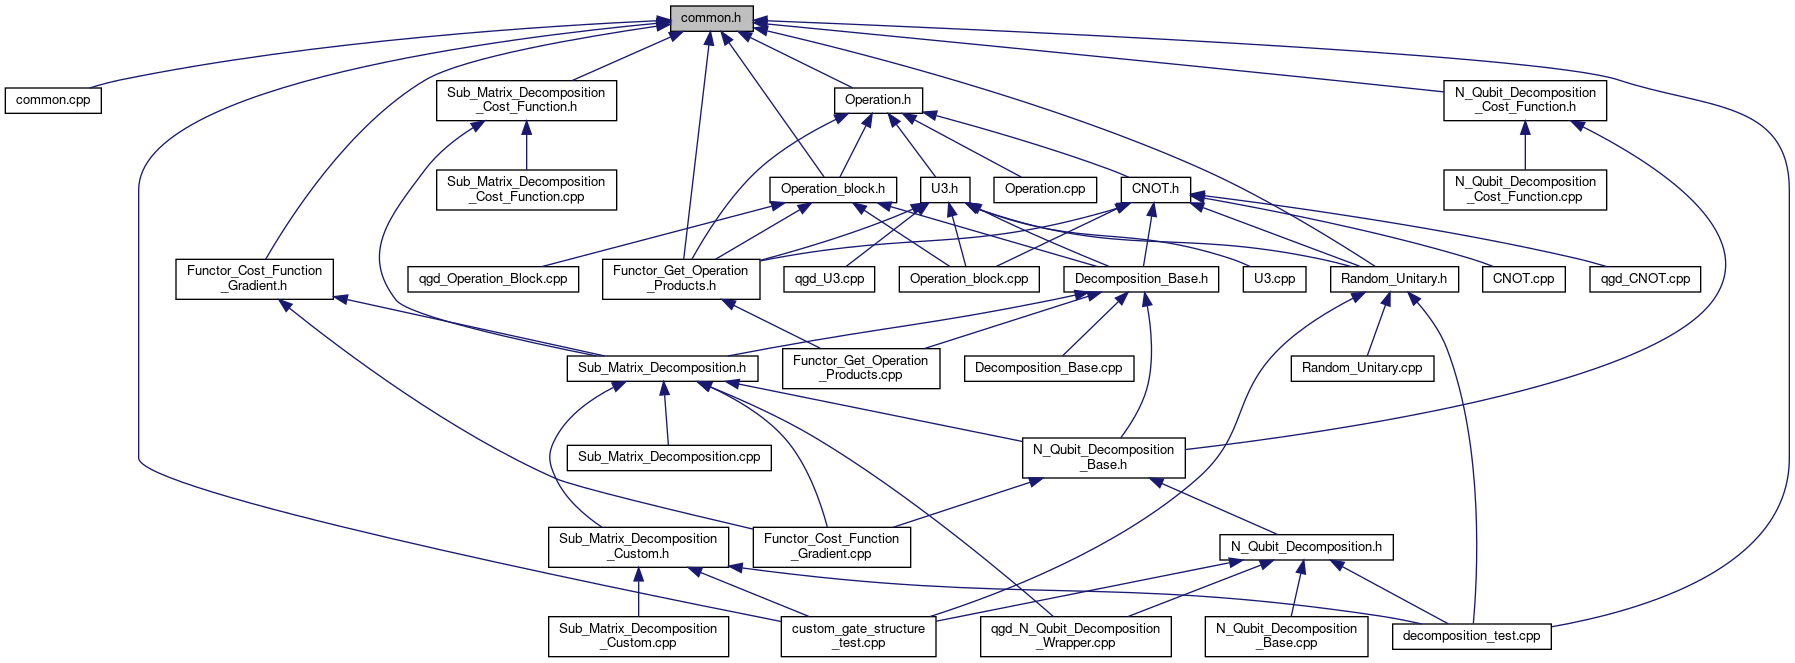 common.h
common.cpp
Sub_Matrix_Decomposition
_Cost_Function.h
Operation.h
N_Qubit_Decomposition
_Cost_Function.h
Sub_Matrix_Decomposition
_Cost_Function.cpp
Operation_block.h
U3.h
Operation.cpp
CNOT.h
N_Qubit_Decomposition
_Cost_Function.cpp
Functor_Cost_Function
_Gradient.h
qgd_Operation_Block.cpp
Functor_Get_Operation
_Products.h
qgd_U3.cpp
Operation_block.cpp
Decomposition_Base.h
U3.cpp
Random_Unitary.h
CNOT.cpp
qgd_CNOT.cpp
Sub_Matrix_Decomposition.h
Functor_Get_Operation
_Products.cpp
Decomposition_Base.cpp
Random_Unitary.cpp
Sub_Matrix_Decomposition.cpp
N_Qubit_Decomposition
_Base.h
Sub_Matrix_Decomposition
_Custom.h
Functor_Cost_Function
_Gradient.cpp
N_Qubit_Decomposition.h
Sub_Matrix_Decomposition
_Custom.cpp
custom_gate_structure
_test.cpp
qgd_N_Qubit_Decomposition
_Wrapper.cpp
N_Qubit_Decomposition
_Base.cpp
decomposition_test.cpp